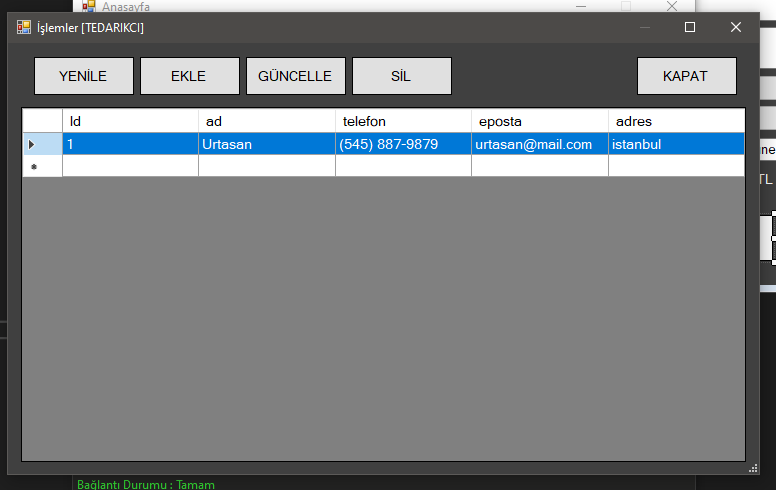 Anasayfa
İşlemler [TEDARIKCI]
YENİLE EKLE GÜNCELLE SİL KAPAT
Id ad telefon eposta adres
1 Urtasan (545) 887-9879 urtasan@mail.com istanbul
ne
TL
Bağlantı Durumu : Tamam